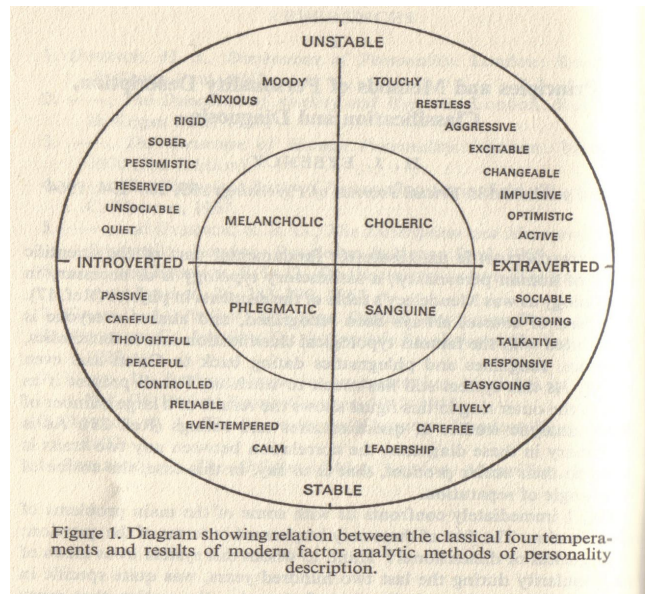 UNSTABLE
MOODY
TOUCHY
ANXIOUS
RESTLESS
RIGID
AGGRESSIVE
SOBER
EXCITABLE
PESSIMISTIC
CHANGEABLE
RESERVED
IMPULSIVE
UNSOCIABLE
OPTIMISTIC
QUIET
ACTIVE
MELANCHOLIC
CHOLERIC
INTROVERTED
EXTRAVERTED
PHLEGMATIC
SANGUINE
PASSIVE
SOCIABLE
CAREFUL
OUTGOING
THOUGHTFUL
TALKATIVE
PEACEFUL
RESPONSIVE
CONTROLLED
EASYGOING
RELIABLE
LIVELY
EVEN-TEMPERED
CAREFREE
CALM
LEADERSHIP
STABLE
Figure 1. Diagram showing relation between the classical four tempera-
ments and results of modern factor analytic methods of personality
description.